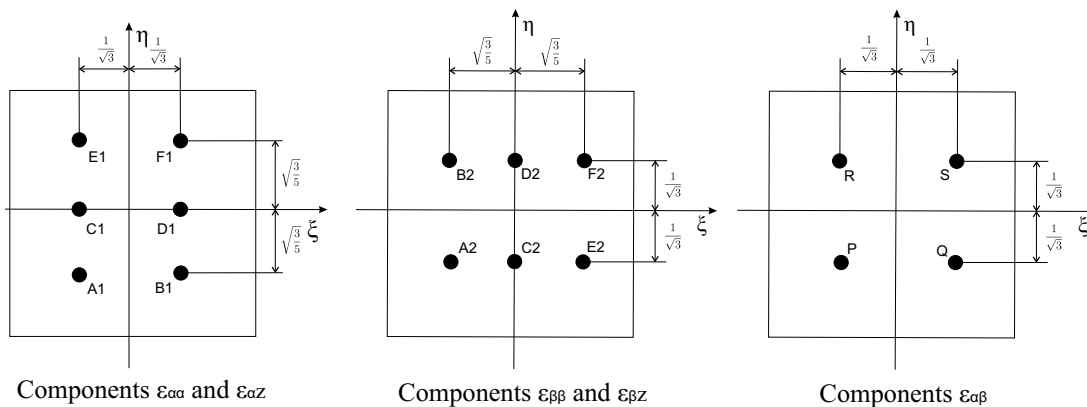 η
1/√3 1/√3
E1 F1
√3/5
ξ
C1 D1
√3/5
A1 B1
Components εαα and εαz
η
√3/5 √3/5
B2 D2 F2
1/√3
ξ
A2 C2 E2
1/√3
Components εββ and εβz
η
1/√3 1/√3
R S
1/√3
ξ
P Q
1/√3
Components εαβ